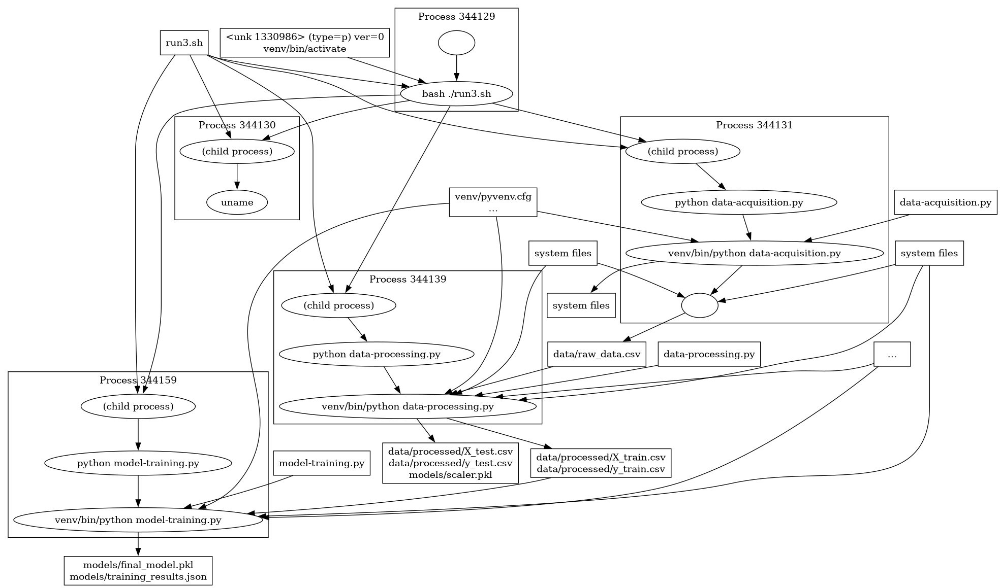 Process 344129
run3.sh
<unk 1330986> (type=p) ver=0
venv/bin/activate
bash ./run3.sh
Process 344130
(child process)
uname
Process 344131
(child process)
python data-acquisition.py
venv/bin/python data-acquisition.py
data-acquisition.py
venv/pyvenv.cfg
...
system files
system files
system files
Process 344139
(child process)
python data-processing.py
venv/bin/python data-processing.py
data/raw_data.csv
data-processing.py
...
Process 344159
(child process)
python model-training.py
venv/bin/python model-training.py
model-training.py
data/processed/X_test.csv
data/processed/y_test.csv
models/scaler.pkl
data/processed/X_train.csv
data/processed/y_train.csv
models/final_model.pkl
models/training_results.json